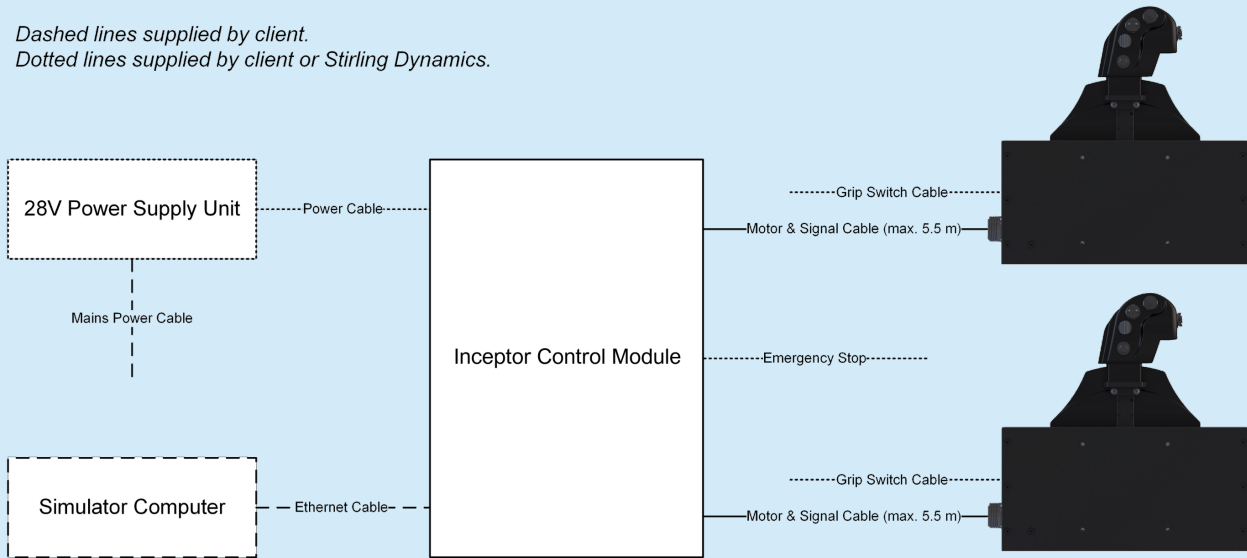 Dashed lines supplied by client.
Dotted lines supplied by client or Stirling Dynamics.
28V Power Supply Unit
Power Cable
Mains Power Cable
Simulator Computer
Ethernet Cable
Inceptor Control Module
Grip Switch Cable
Motor & Signal Cable (max. 5.5 m)
Emergency Stop
Grip Switch Cable
Motor & Signal Cable (max. 5.5 m)